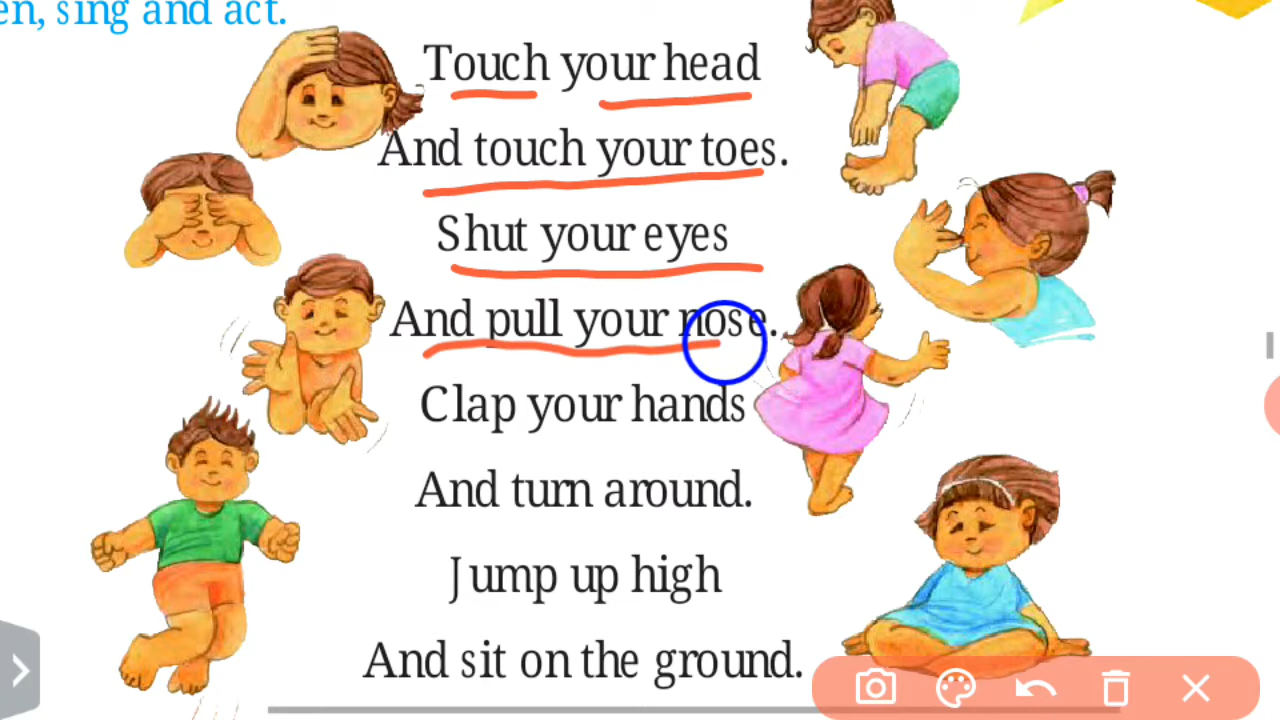 en, sing and act.
Touch your head
And touch your toes.
Shut your eyes
And pull your nose.
Clap your hands
And turn around.
Jump up high
And sit on the ground.